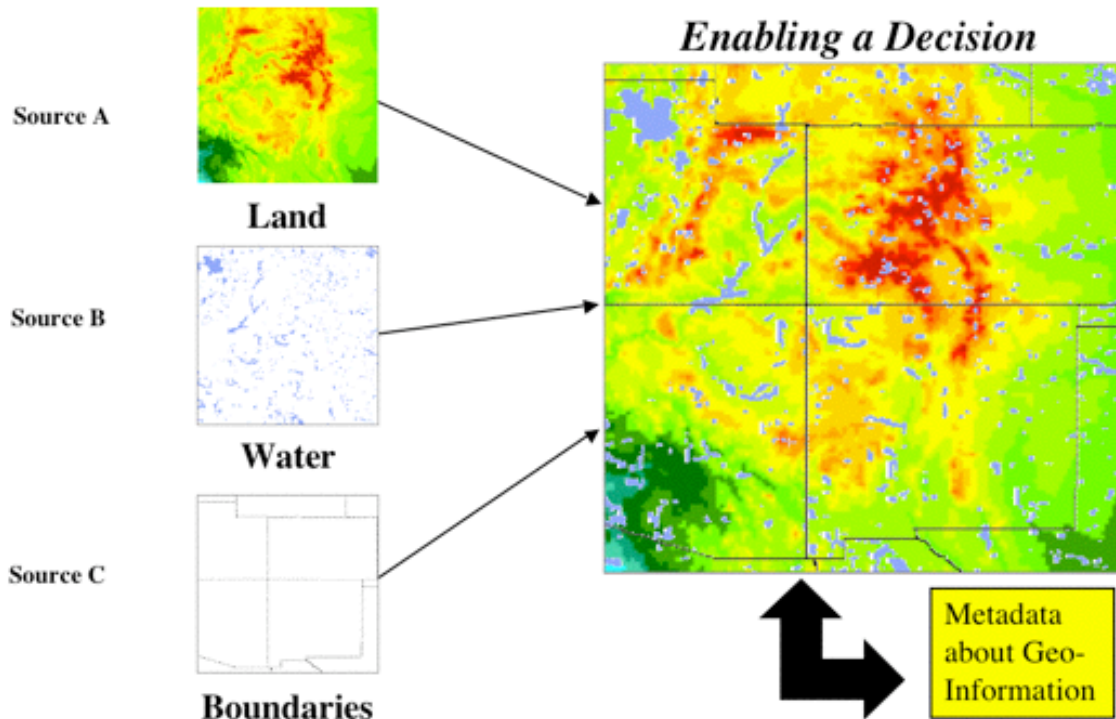 Enabling a Decision
Source A
Land
Source B
Water
Source C
Boundaries
Metadata
about Geo-
Information